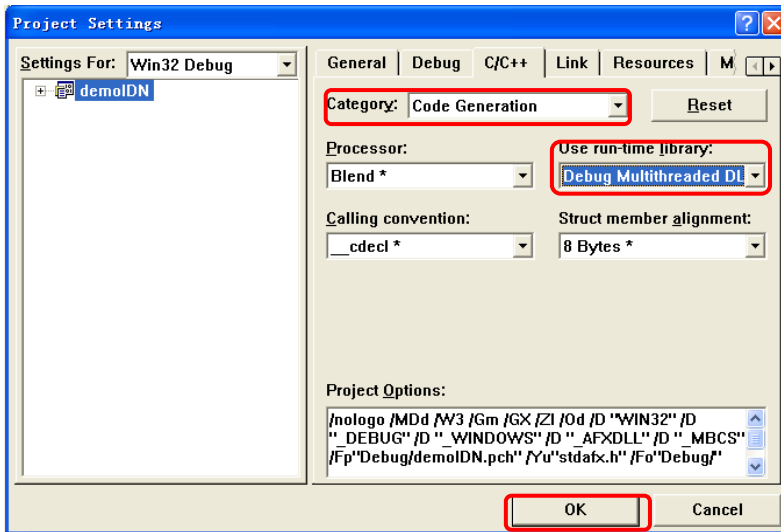 Project Settings
Settings For: Win32 Debug
demoIDN
General Debug C/C++ Link Resources M
Category: Code Generation
Reset
Processor:
Use run-time library:
Blend *
Debug Multithreaded DL
Calling convention:
Struct member alignment:
__cdecl *
8 Bytes *
Project Options:
/nologo /MDd /W3 /Gm /GX /ZI /Od /D "WIN32" /D
"_DEBUG" /D "_WINDOWS" /D "_AFXDLL" /D "_MBCS"
/Fp"Debug/demoIDN.pch" /Yu"stdafx.h" /Fo"Debug/"
OK
Cancel